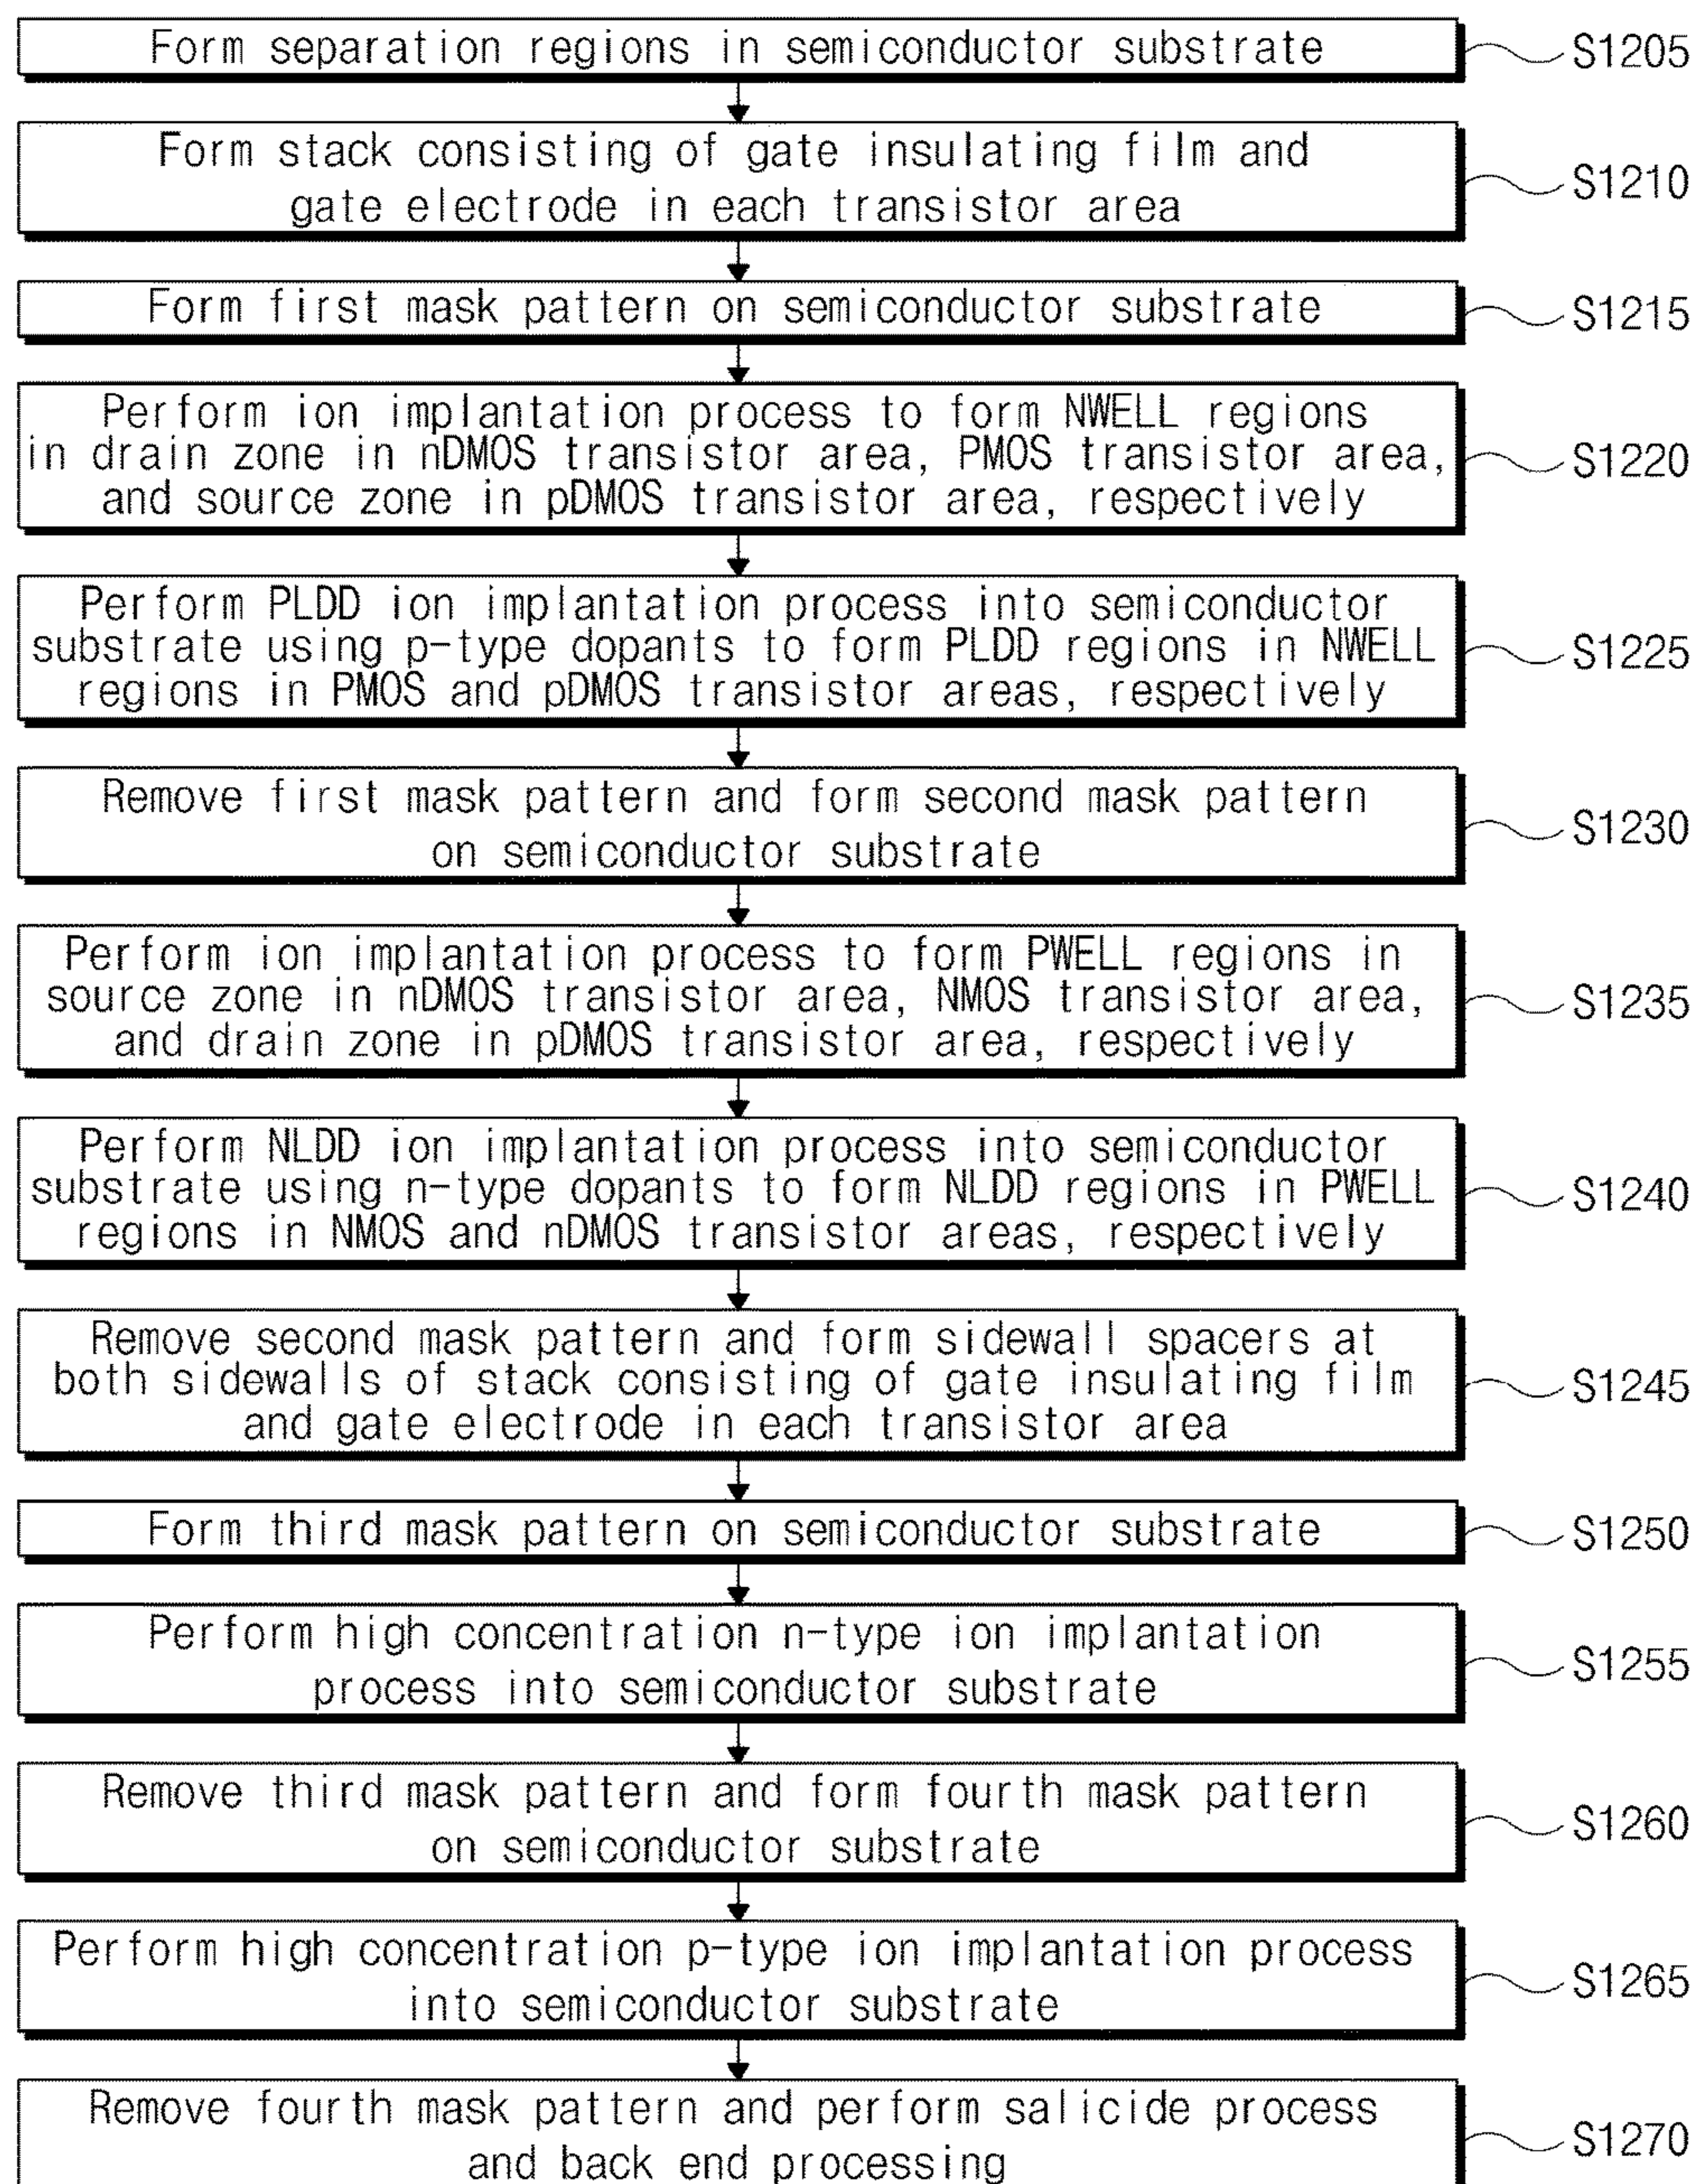 Form separation regions in semiconductor substrate
S1205
Form stack consisting of gate insulating film and
gate electrode in each transistor area
S1210
Form first mask pattern on semiconductor substrate
S1215
Perform ion implantation process to form NWELL regions
in drain zone in nDMOS transistor area, PMOS transistor area,
and source zone in pDMOS transistor area, respectively
S1220
Perform PLDD ion implantation process into semiconductor
substrate using p-type dopants to form PLDD regions in NWELL
regions in PMOS and pDMOS transistor areas, respectively
S1225
Remove first mask pattern and form second mask pattern
on semiconductor substrate
S1230
Perform ion implantation process to form PWELL regions in
source zone in nDMOS transistor area, NMOS transistor area,
and drain zone in pDMOS transistor area, respectively
S1235
Perform NLDD ion implantation process into semiconductor
substrate using n-type dopants to form NLDD regions in PWELL
regions in NMOS and nDMOS transistor areas, respectively
S1240
Remove second mask pattern and form sidewall spacers at
both sidewalls of stack consisting of gate insulating film
and gate electrode in each transistor area
S1245
Form third mask pattern on semiconductor substrate
S1250
Perform high concentration n-type ion implantation
process into semiconductor substrate
S1255
Remove third mask pattern and form fourth mask pattern
on semiconductor substrate
S1260
Perform high concentration p-type ion implantation process
into semiconductor substrate
S1265
Remove fourth mask pattern and perform salicide process
and back end processing
S1270